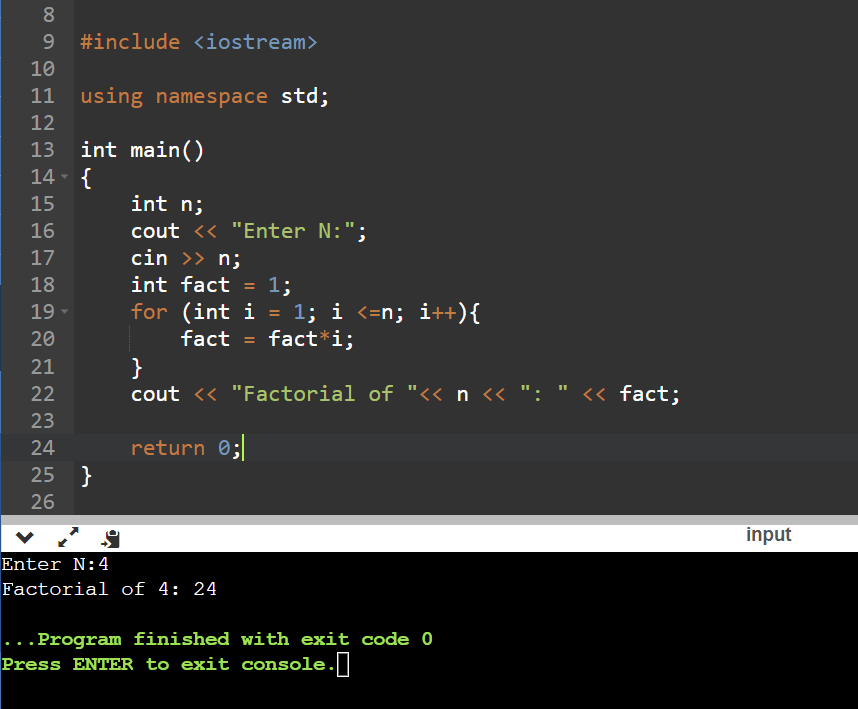 8
9 #include <iostream>
10
11 using namespace std;
12
13 int main()
14 {
15     int n;
16     cout << "Enter N:";
17     cin >> n;
18     int fact = 1;
19     for (int i = 1; i <=n; i++){
20         fact = fact*i;
21     }
22     cout << "Factorial of "<< n << ": " << fact;
23
24     return 0;
25 }
26
input
Enter N:4
Factorial of 4: 24
...Program finished with exit code 0
Press ENTER to exit console.